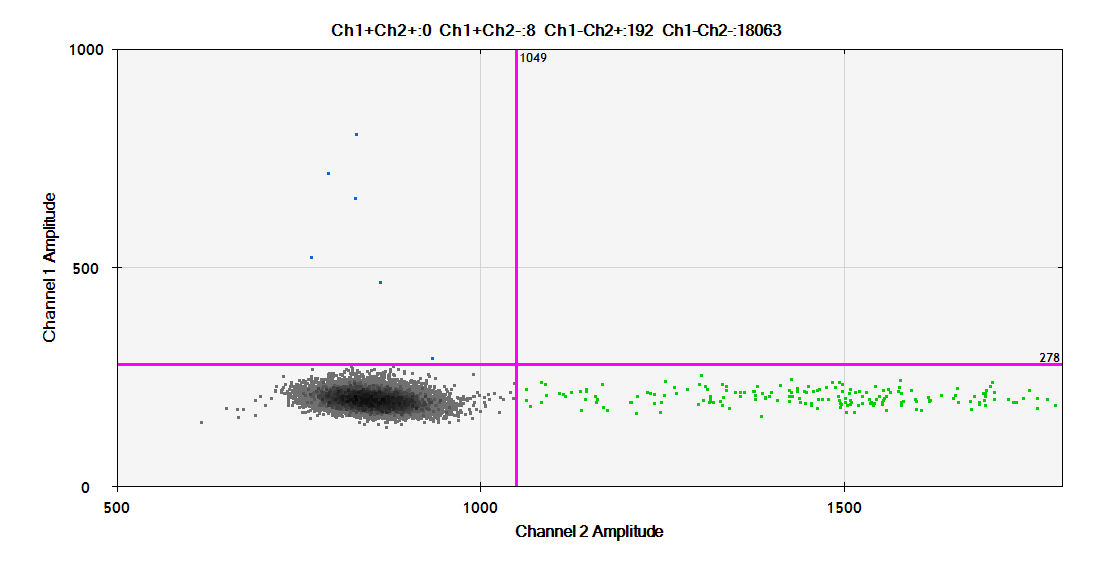 Ch1+Ch2+:0 Ch1+Ch2-:8 Ch1-Ch2+:192 Ch1-Ch2-:18063
1000
1049
Channel 1 Amplitude
500
278
0
500 1000 1500
Channel 2 Amplitude